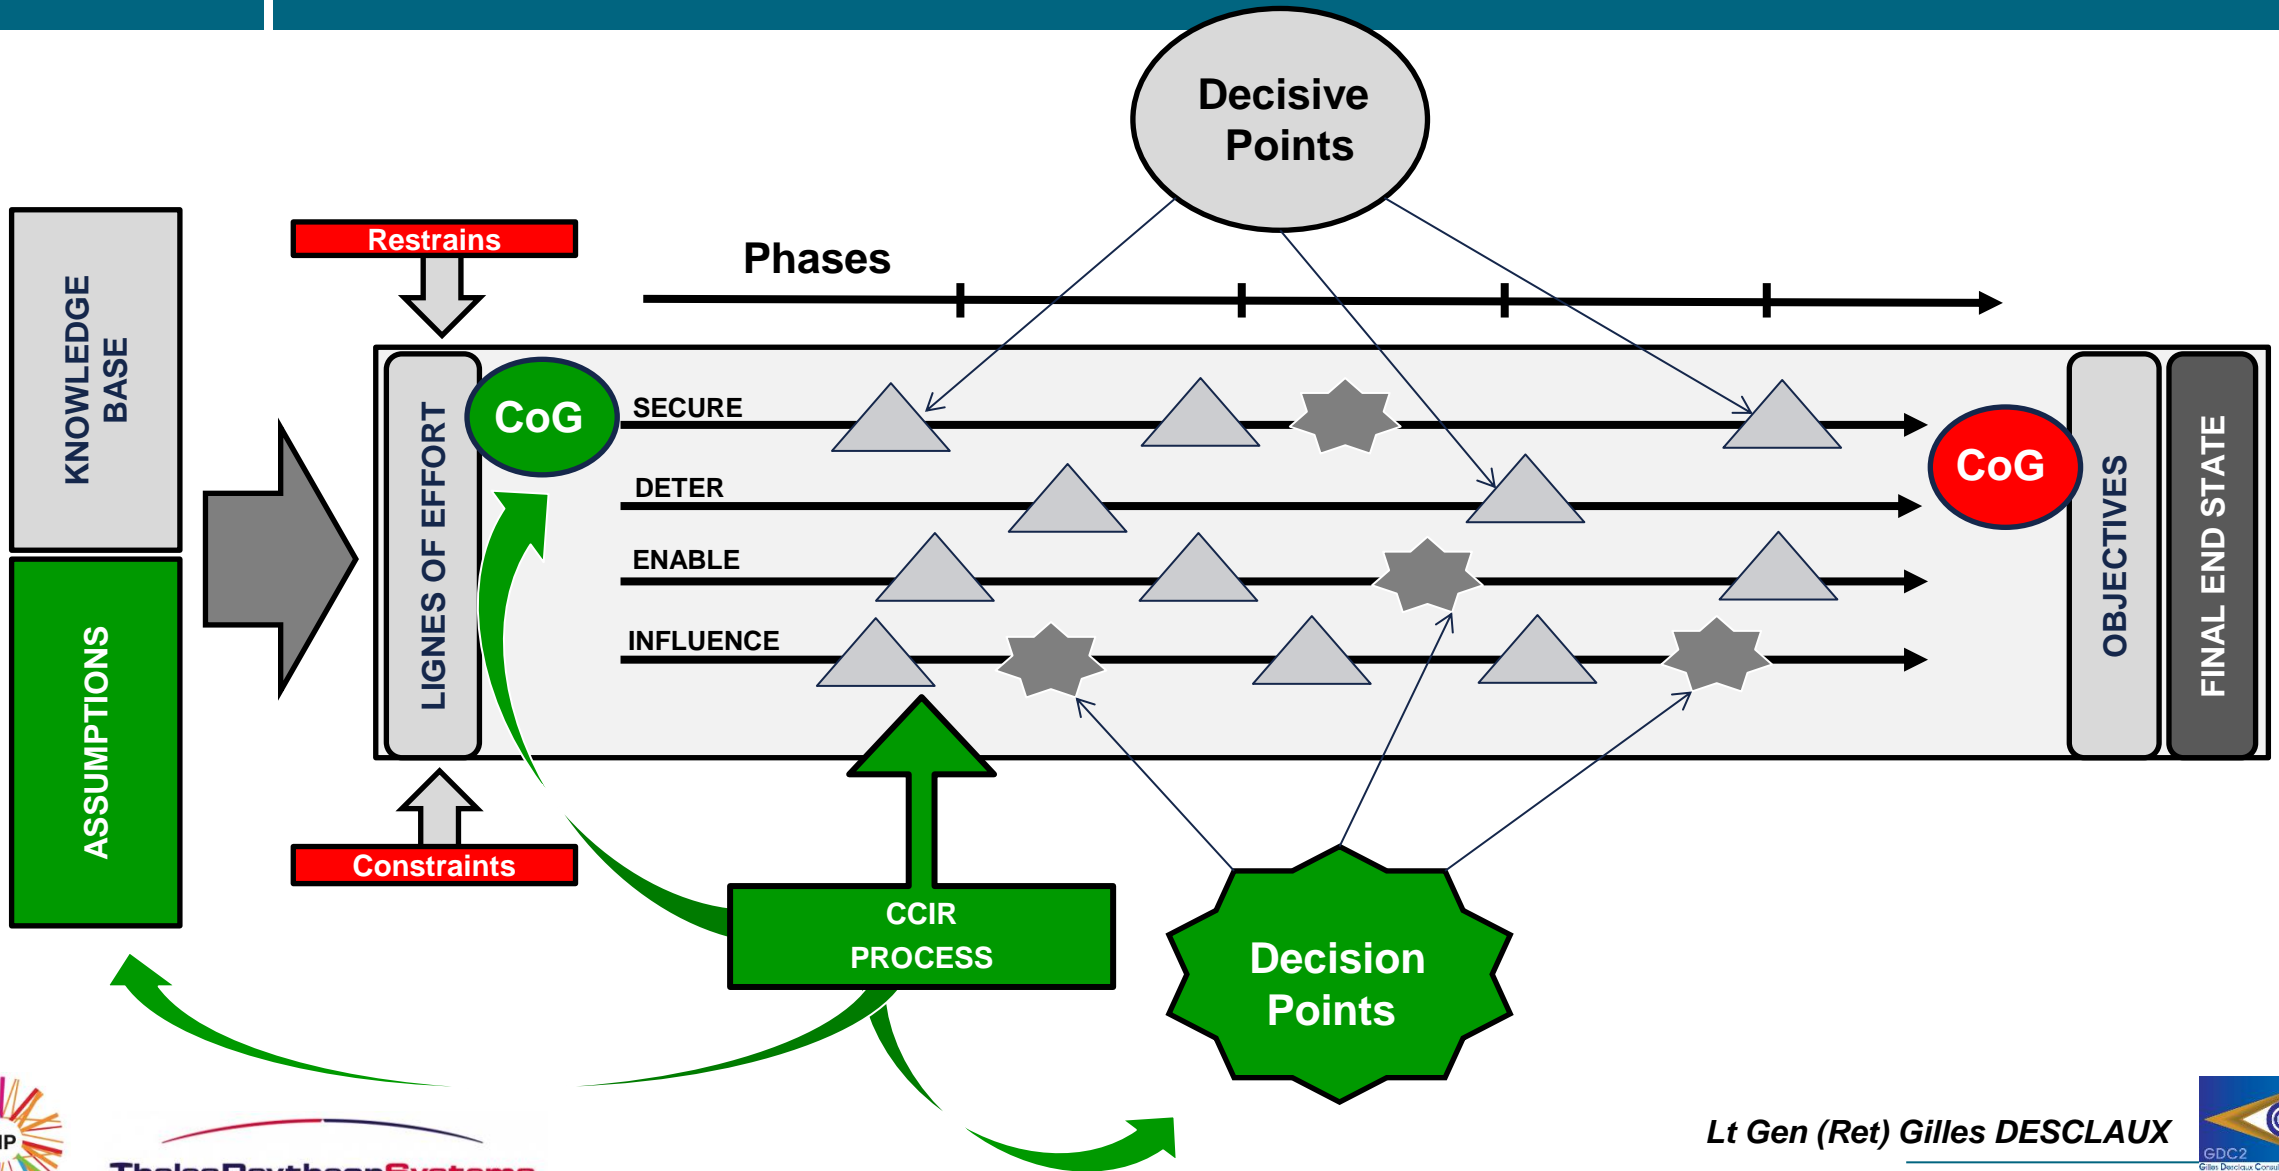 Decisive
Points
KNOWLEDGE
BASE
Restrains
Phases
LIGNES OF EFFORT
CoG
SECURE
DETER
ENABLE
INFLUENCE
CoG
OBJECTIVES
FINAL END STATE
ASSUMPTIONS
Constraints
CCIR
PROCESS
Decision
Points
Lt Gen (Ret) Gilles DESCLAUX
GDC2
ThalesRaytheonSystems